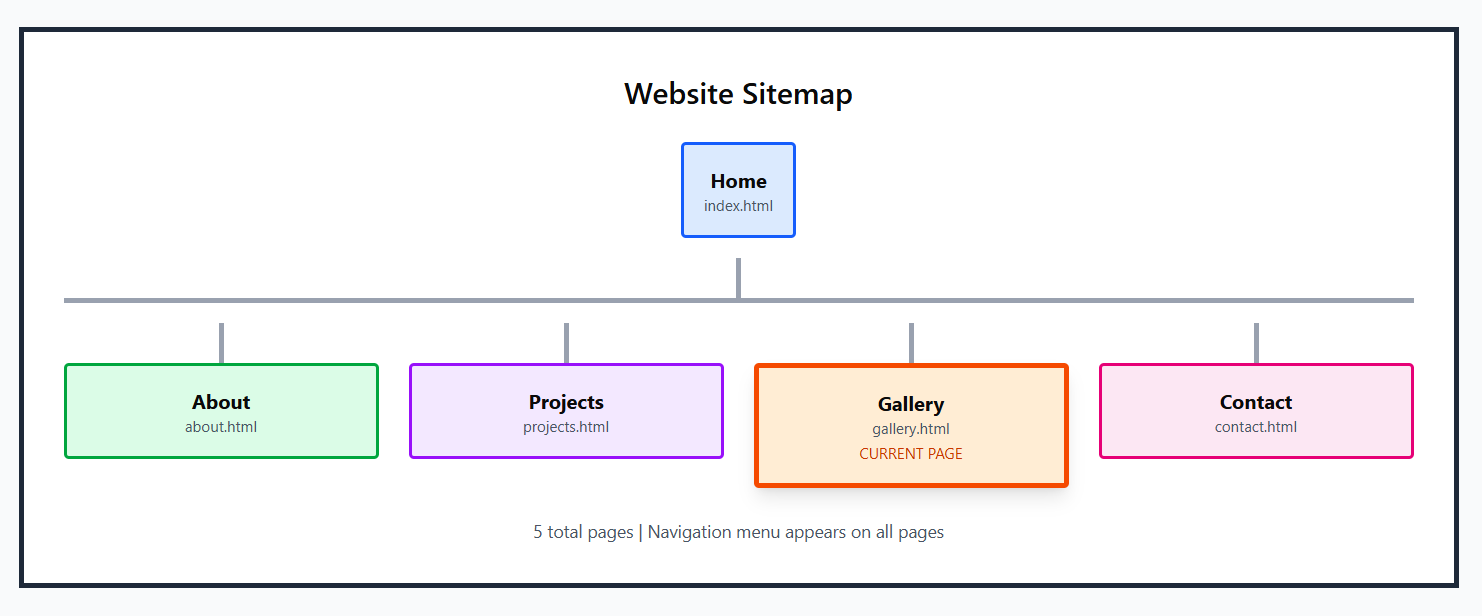 Website Sitemap
Home
index.html
About
about.html
Projects
projects.html
Gallery
gallery.html
CURRENT PAGE
Contact
contact.html
5 total pages | Navigation menu appears on all pages